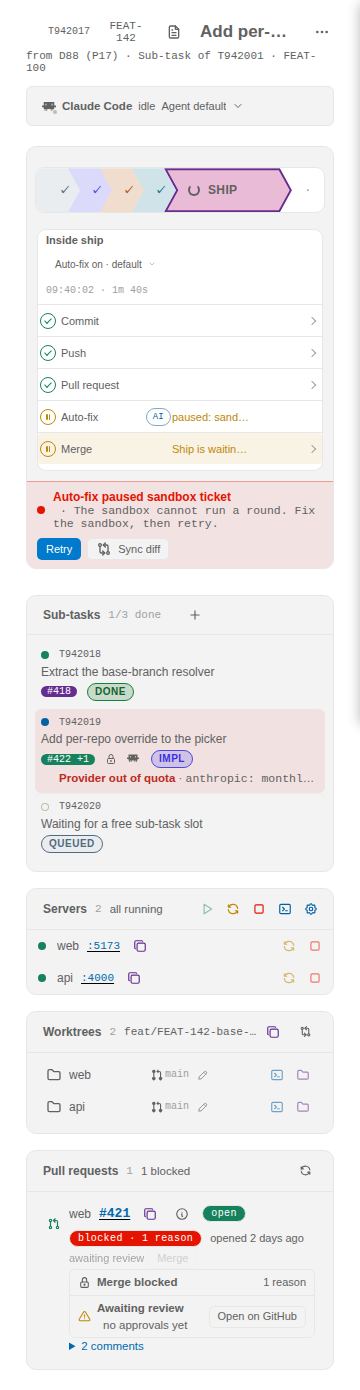 T942017 FEAT-142 Add per-…
from D88 (P17) · Sub-task of T942001 · FEAT-100
Claude Code idle Agent default
SHIP
Inside ship
Auto-fix on · default
09:40:02 · 1m 40s
Commit
Push
Pull request
Auto-fix AI paused: sand…
Merge Ship is waitin…
Auto-fix paused sandbox ticket
· The sandbox cannot run a round. Fix
the sandbox, then retry.
Retry Sync diff
Sub-tasks 1/3 done
T942018
Extract the base-branch resolver
#418 DONE
T942019
Add per-repo override to the picker
#422 +1 IMPL
Provider out of quota · anthropic: monthl…
T942020
Waiting for a free sub-task slot
QUEUED
Servers 2 all running
web :5173
api :4000
Worktrees 2 feat/FEAT-142-base-…
web main
api main
Pull requests 1 1 blocked
web #421 open
blocked · 1 reason opened 2 days ago
awaiting review Merge
Merge blocked 1 reason
Awaiting review
no approvals yet
Open on GitHub
2 comments